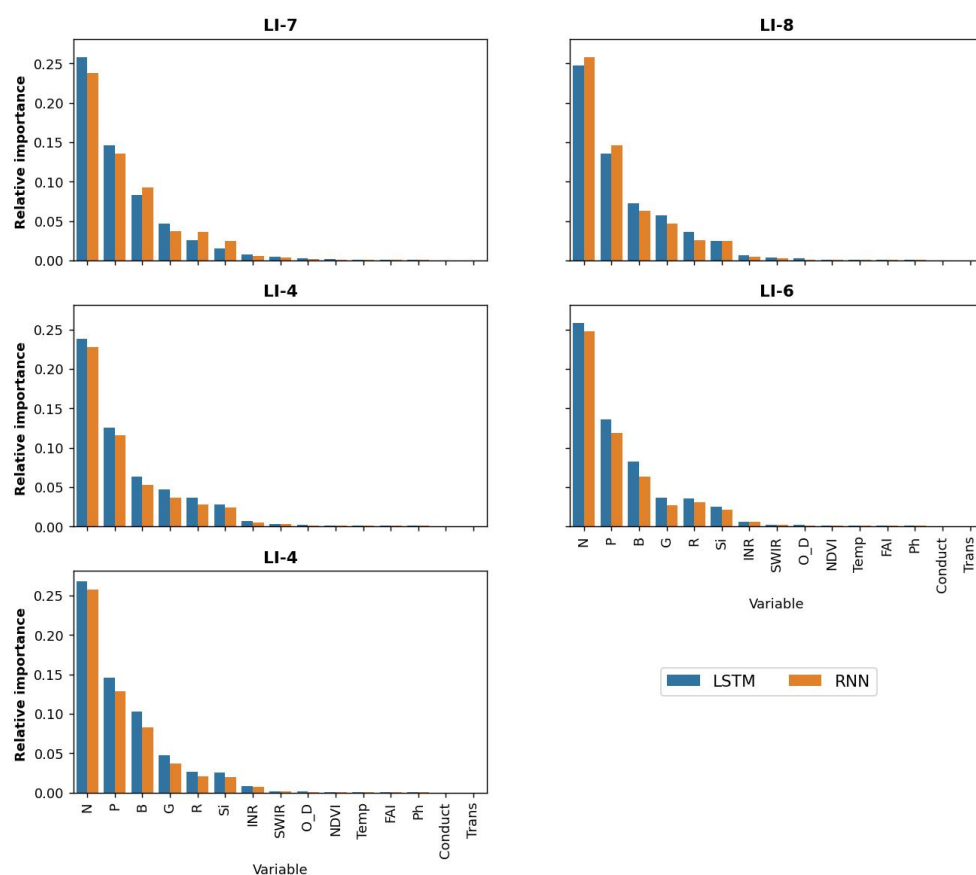 LI-7
Relative importance
0.25
0.20
0.15
0.10
0.05
0.00
LI-8
LI-4
Relative importance
0.25
0.20
0.15
0.10
0.05
0.00
LI-6
N P B G R Si INR SWIR O_D NDVI Temp FAI Ph Conduct Trans
Variable
LI-4
Relative importance
0.25
0.20
0.15
0.10
0.05
0.00
N P B G R Si INR SWIR O_D NDVI Temp FAI Ph Conduct Trans
Variable
LSTM RNN